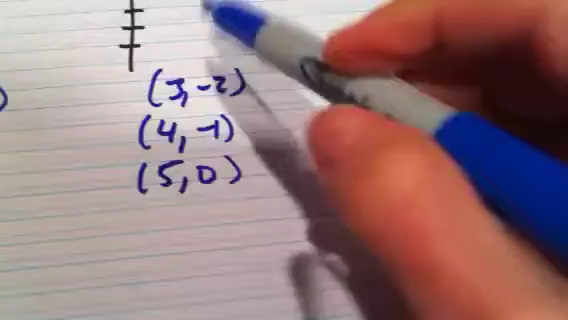 (3,-2)
(4,-1)
(5,0)